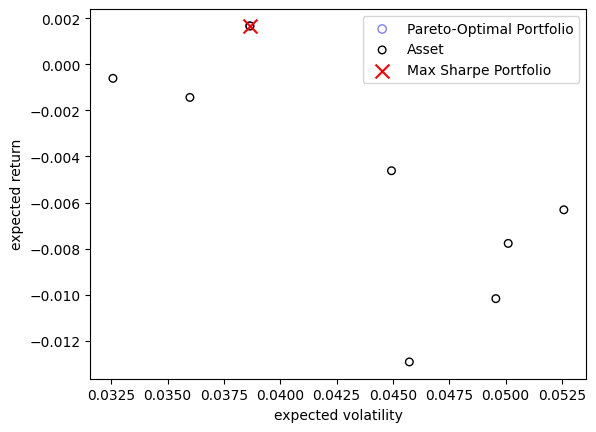 0.002
0.000
−0.002
−0.004
−0.006
−0.008
−0.010
−0.012
expected return
Pareto-Optimal Portfolio
Asset
Max Sharpe Portfolio
0.0325 0.0350 0.0375 0.0400 0.0425 0.0450 0.0475 0.0500 0.0525
expected volatility